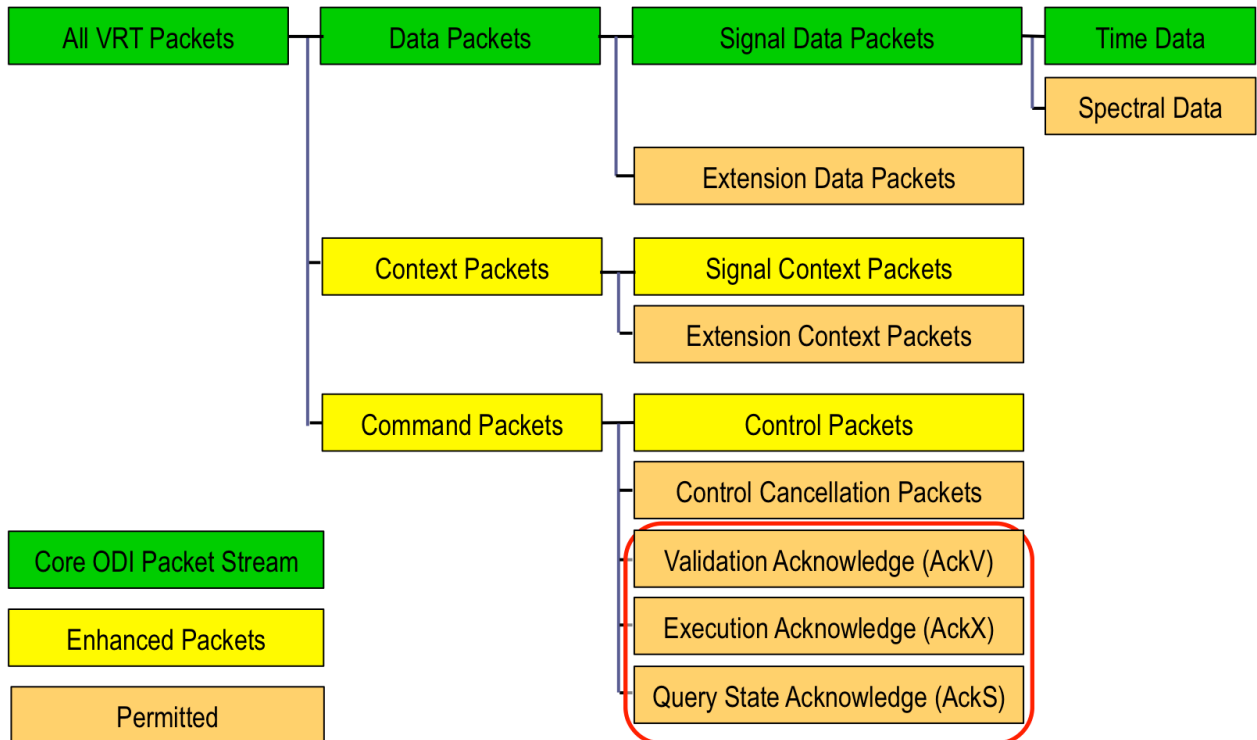 All VRT Packets
Data Packets
Signal Data Packets
Time Data
Spectral Data
Extension Data Packets
Context Packets
Signal Context Packets
Extension Context Packets
Command Packets
Control Packets
Control Cancellation Packets
Validation Acknowledge (AckV)
Execution Acknowledge (AckX)
Query State Acknowledge (AckS)
Core ODI Packet Stream
Enhanced Packets
Permitted